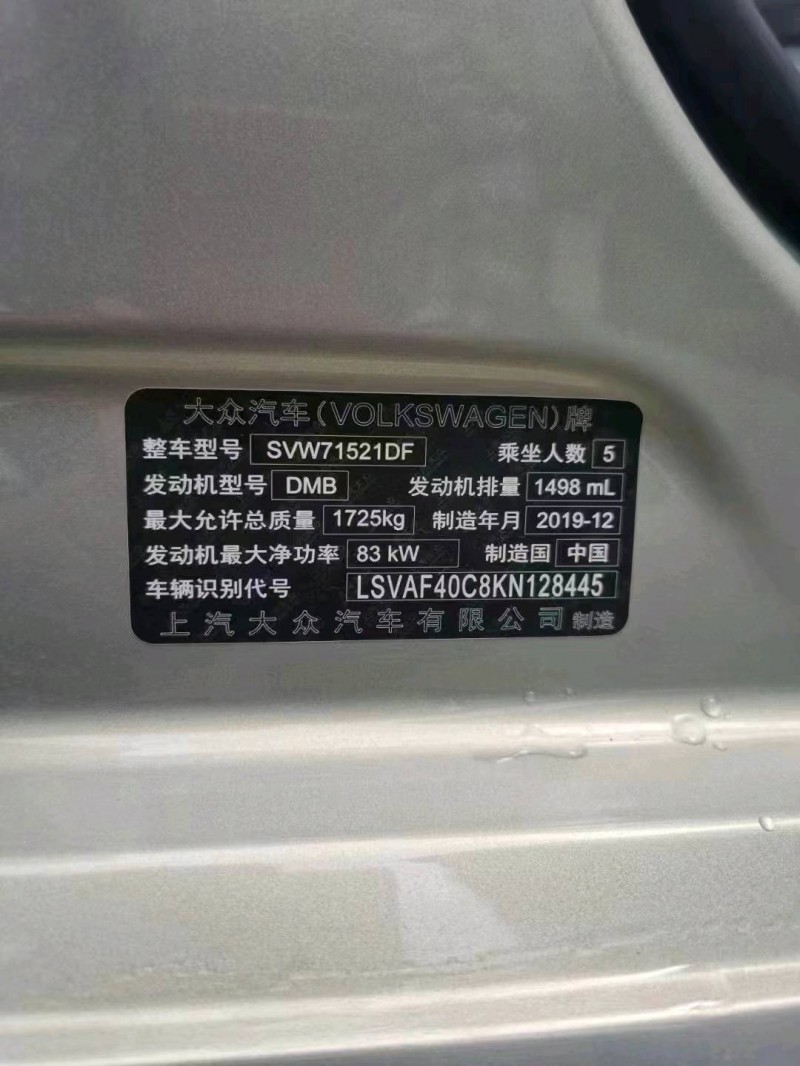 大众汽车(VOLKSWAGEN)牌
整车型号 SVW71521DF 乘坐人数 5
发动机型号 DMB 发动机排量 1498 mL
最大允许总质量 1725kg 制造年月 2019-12
发动机最大净功率 83 kW 制造国 中国
车辆识别代号 LSVAF40C8KN128445
上汽大众汽车有限公司 制造